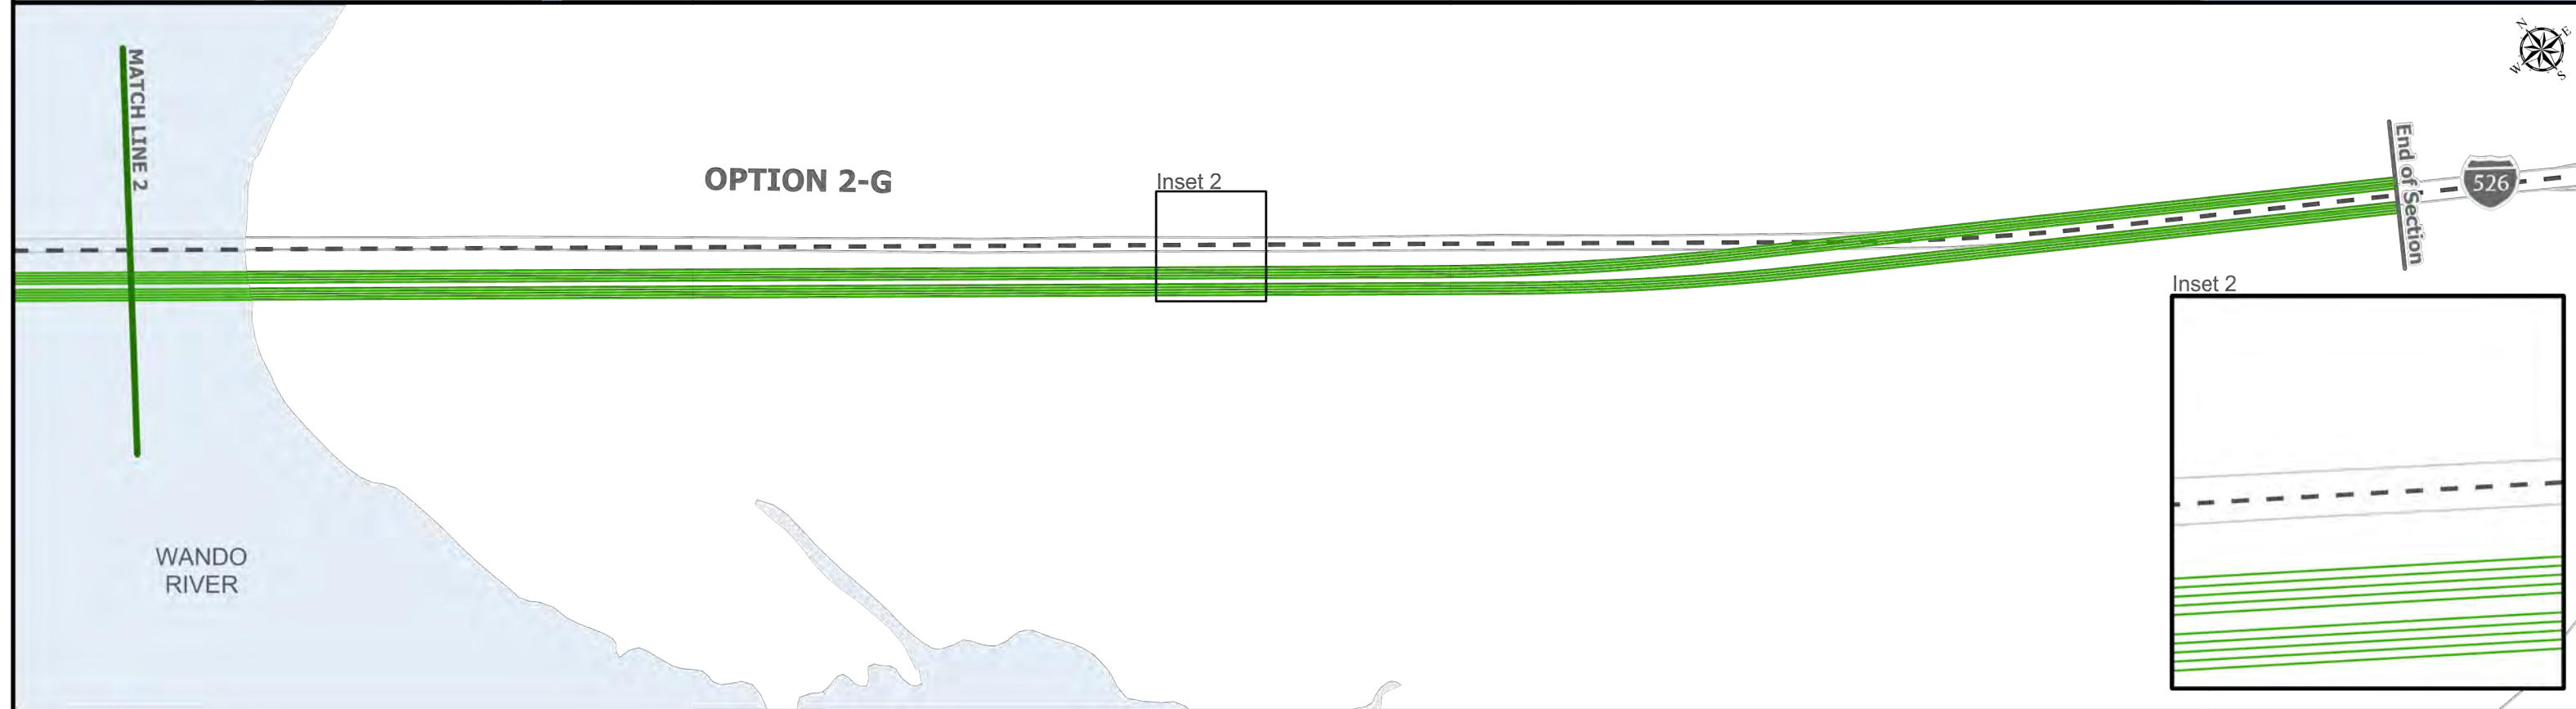 N
E
W
S
MATCH LINE 2
OPTION 2-G
Inset 2
End of Section
526
Inset 2
WANDO
RIVER